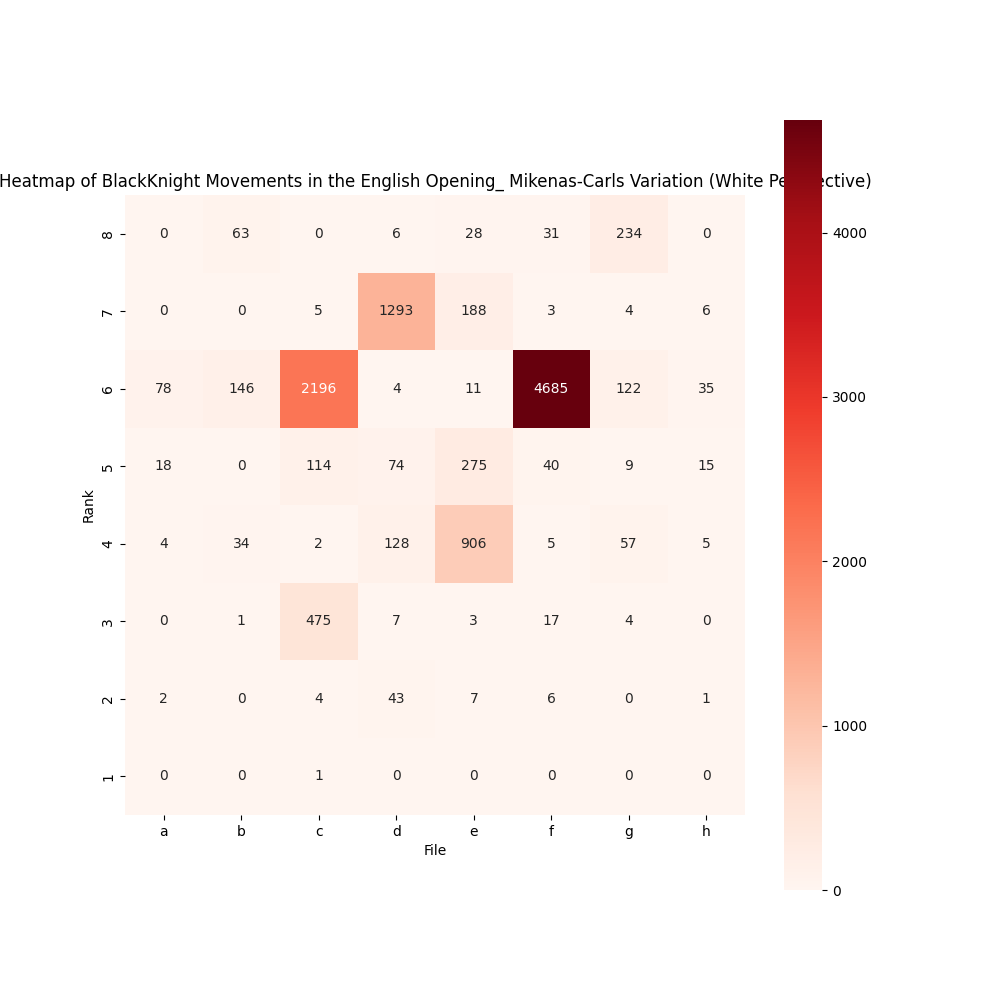 Heatmap of BlackKnight Movements in the English Opening_ Mikenas-Carls Variation (White Pe ective)
8 0 63 0 6 28 31 234 0
7 0 0 5 1293 188 3 4 6
6 78 146 2196 4 11 4685 122 35
5 18 0 114 74 275 40 9 15
4 4 34 2 128 906 5 57 5
3 0 1 475 7 3 17 4 0
2 2 0 4 43 7 6 0 1
1 0 0 1 0 0 0 0 0
a b c d e f g h
File
Rank
4000
3000
2000
1000
0